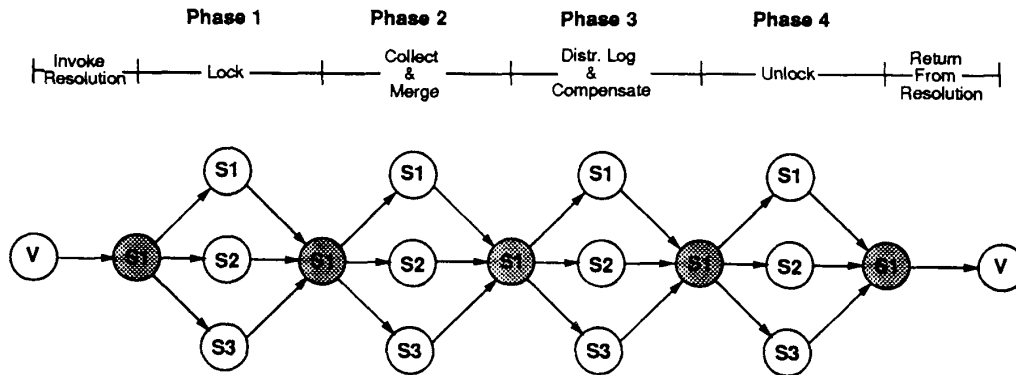 Phase 1 Phase 2 Phase 3 Phase 4
Invoke
Resolution
Lock
Collect
&
Merge
Distr. Log
&
Compensate
Unlock
Return
From
Resolution
S1 S1 S1 S1
V S1 S2 S1 S2 S1 S2 S1 S2 S1 V
S3 S3 S3 S3